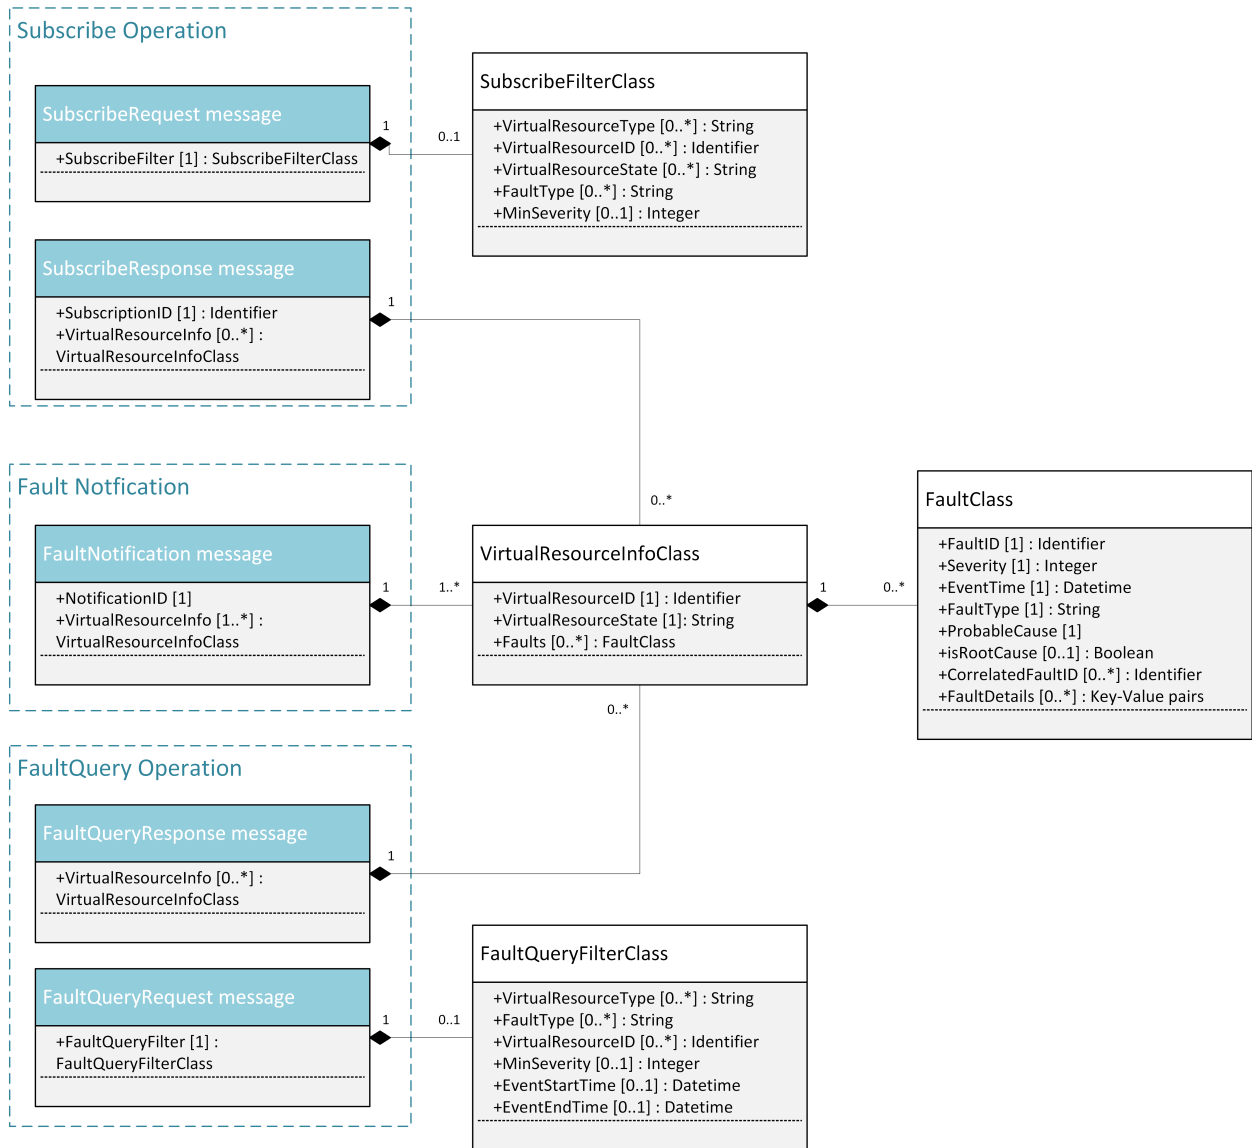 Subscribe Operation
SubscribeRequest message
+SubscribeFilter [1] : SubscribeFilterClass
1
0..1
SubscribeFilterClass
+VirtualResourceType [0..*] : String
+VirtualResourceID [0..*] : Identifier
+VirtualResourceState [0..*] : String
+FaultType [0..*] : String
+MinSeverity [0..1] : Integer
SubscribeResponse message
+SubscriptionID [1] : Identifier
+VirtualResourceInfo [0..*] :
VirtualResourceInfoClass
1
0..*
Fault Notfication
FaultNotification message
+NotificationID [1]
+VirtualResourceInfo [1..*] :
VirtualResourceInfoClass
1
1..*
VirtualResourceInfoClass
+VirtualResourceID [1] : Identifier
+VirtualResourceState [1]: String
+Faults [0..*] : FaultClass
1
0..*
FaultClass
+FaultID [1] : Identifier
+Severity [1] : Integer
+EventTime [1] : Datetime
+FaultType [1] : String
+ProbableCause [1]
+isRootCause [0..1] : Boolean
+CorrelatedFaultID [0..*] : Identifier
+FaultDetails [0..*] : Key-Value pairs
0..*
FaultQuery Operation
FaultQueryResponse message
+VirtualResourceInfo [0..*] :
VirtualResourceInfoClass
1
FaultQueryRequest message
+FaultQueryFilter [1] :
FaultQueryFilterClass
1
0..1
FaultQueryFilterClass
+VirtualResourceType [0..*] : String
+FaultType [0..*] : String
+VirtualResourceID [0..*] : Identifier
+MinSeverity [0..1] : Integer
+EventStartTime [0..1] : Datetime
+EventEndTime [0..1] : Datetime